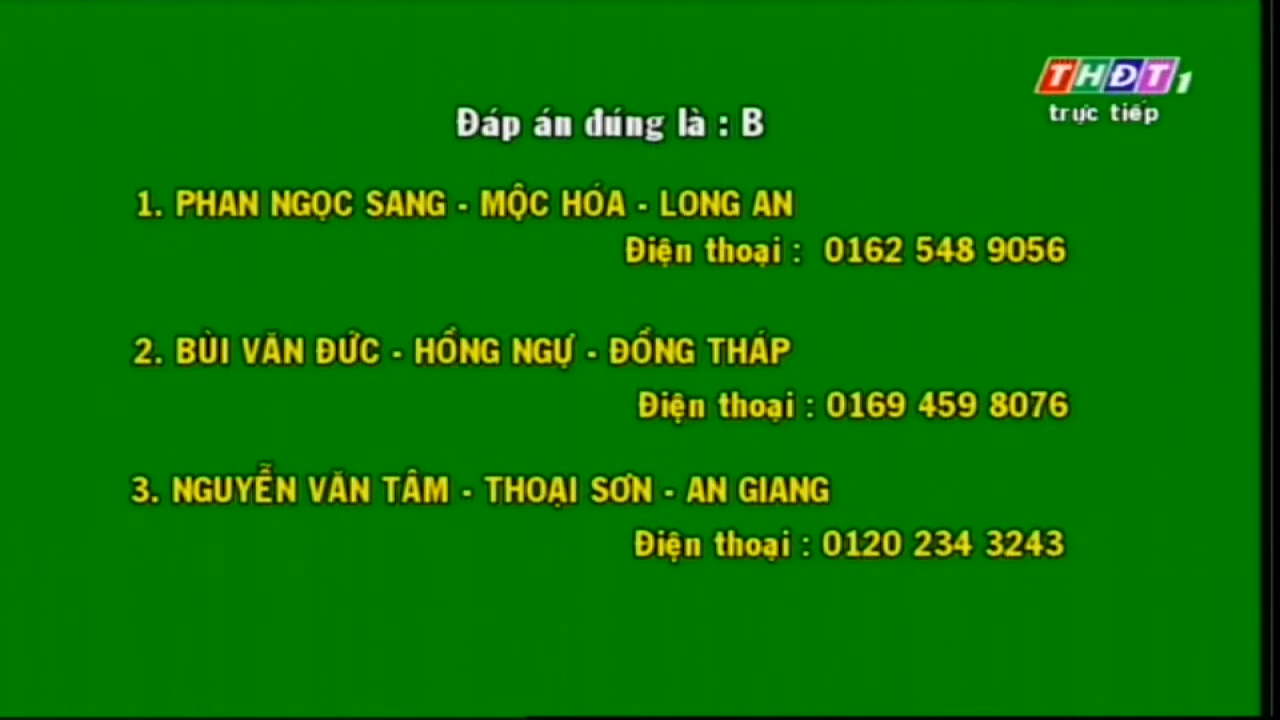 THĐT1
trực tiếp
Đáp án đúng là : B
1. PHAN NGỌC SANG - MỘC HÓA - LONG AN
Điện thoại : 0162 548 9056
2. BÙI VĂN ĐỨC - HỒNG NGỰ - ĐỒNG THÁP
Điện thoại : 0169 459 8076
3. NGUYỄN VĂN TÂM - THOẠI SƠN - AN GIANG
Điện thoại : 0120 234 3243